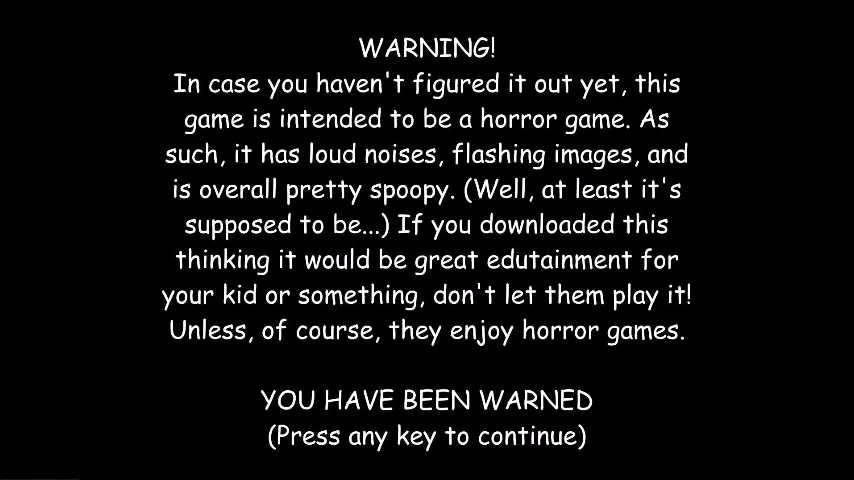 WARNING!
In case you haven't figured it out yet, this
game is intended to be a horror game. As
such, it has loud noises, flashing images, and
is overall pretty spoopy. (Well, at least it's
supposed to be...) If you downloaded this
thinking it would be great edutainment for
your kid or something, don't let them play it!
Unless, of course, they enjoy horror games.
YOU HAVE BEEN WARNED
(Press any key to continue)